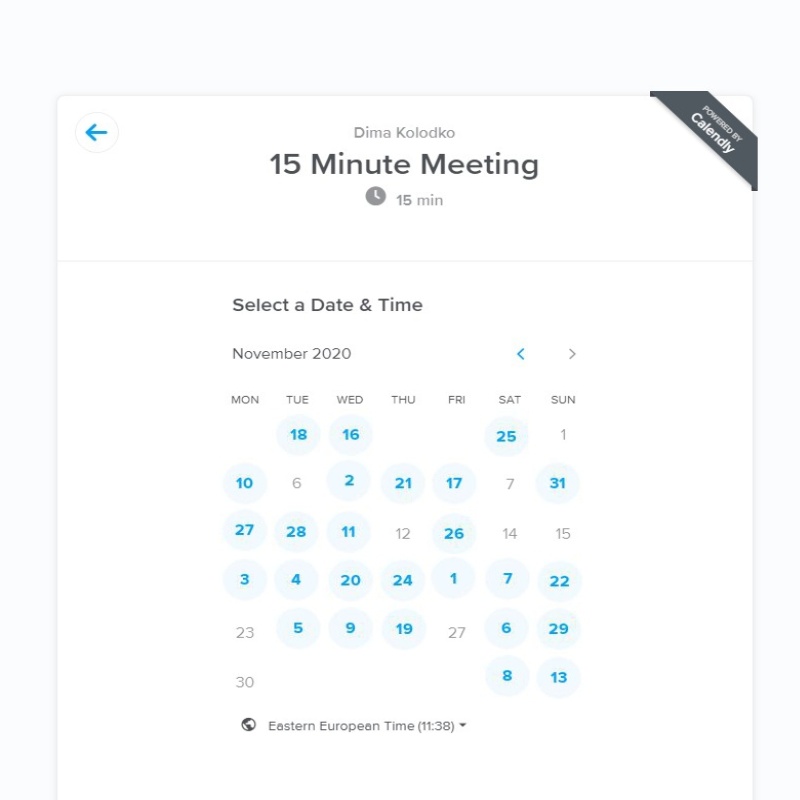 POWERED BY
Calendly
Dima Kolodko
15 Minute Meeting
15 min
Select a Date & Time
November 2020
MON TUE WED THU FRI SAT SUN
18 16 25 1
10 6 2 21 17 7 31
27 28 11 12 26 14 15
3 4 20 24 1 7 22
23 5 9 19 27 6 29
30 8 13
Eastern European Time (11:38)